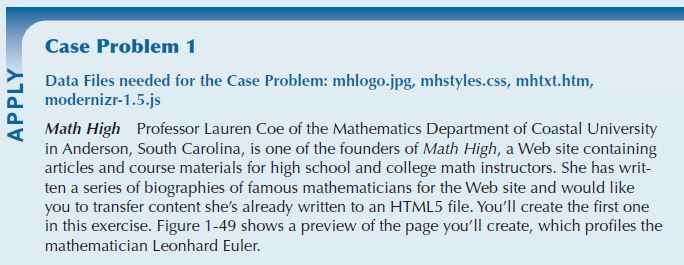 APPLY
Case Problem 1
Data Files needed for the Case Problem: mhlogo.jpg, mhstyles.css, mhtxt.htm,
modernizr-1.5.js
Math High Professor Lauren Coe of the Mathematics Department of Coastal University
in Anderson, South Carolina, is one of the founders of Math High, a Web site containing
articles and course materials for high school and college math instructors. She has writ-
ten a series of biographies of famous mathematicians for the Web site and would like
you to transfer content she's already written to an HTML5 file. You'll create the first one
in this exercise. Figure 1-49 shows a preview of the page you'll create, which profiles the
mathematician Leonhard Euler.